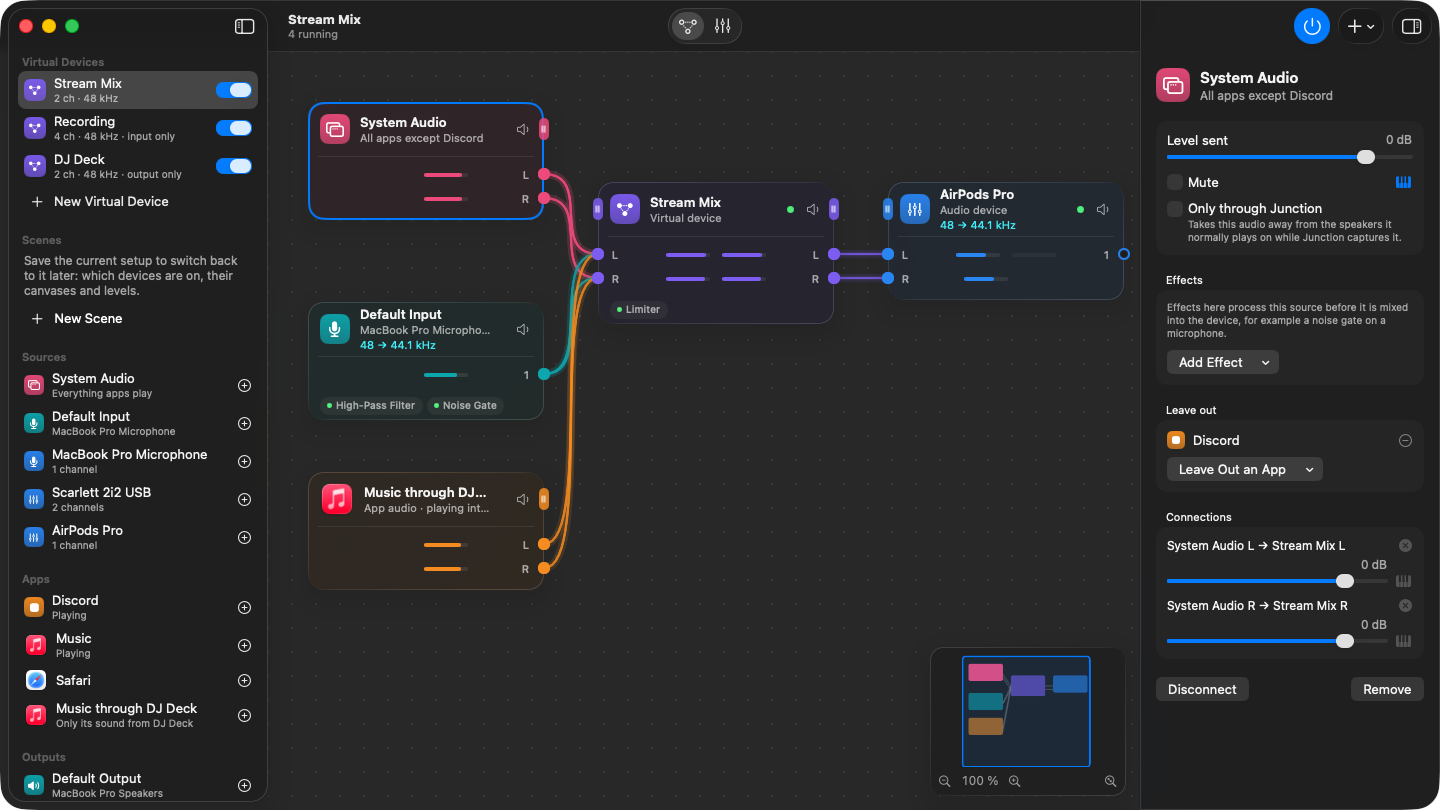 Virtual Devices
Stream Mix
2 ch · 48 kHz
Recording
4 ch · 48 kHz · input only
DJ Deck
2 ch · 48 kHz · output only
New Virtual Device
Scenes
Save the current setup to switch back
to it later: which devices are on, their
canvases and levels.
New Scene
Sources
System Audio
Everything apps play
Default Input
MacBook Pro Microphone
MacBook Pro Microphone
1 channel
Scarlett 2i2 USB
2 channels
AirPods Pro
1 channel
Apps
Discord
Playing
Music
Playing
Safari
Music through DJ Deck
Only its sound from DJ Deck
Outputs
Default Output
MacBook Pro Speakers
Stream Mix
4 running
System Audio
All apps except Discord
L
R
Default Input
MacBook Pro Micropho...
48 → 44.1 kHz
1
High-Pass Filter
Noise Gate
Music through DJ...
App audio · playing int...
L
R
Stream Mix
Virtual device
L L
R R
Limiter
AirPods Pro
Audio device
48 → 44.1 kHz
L 1
R
100 %
System Audio
All apps except Discord
Level sent 0 dB
Mute
Only through Junction
Takes this audio away from the speakers it
normally plays on while Junction captures it.
Effects
Effects here process this source before it is mixed
into the device, for example a noise gate on a
microphone.
Add Effect
Leave out
Discord
Leave Out an App
Connections
System Audio L → Stream Mix L
0 dB
System Audio R → Stream Mix R
0 dB
Disconnect Remove